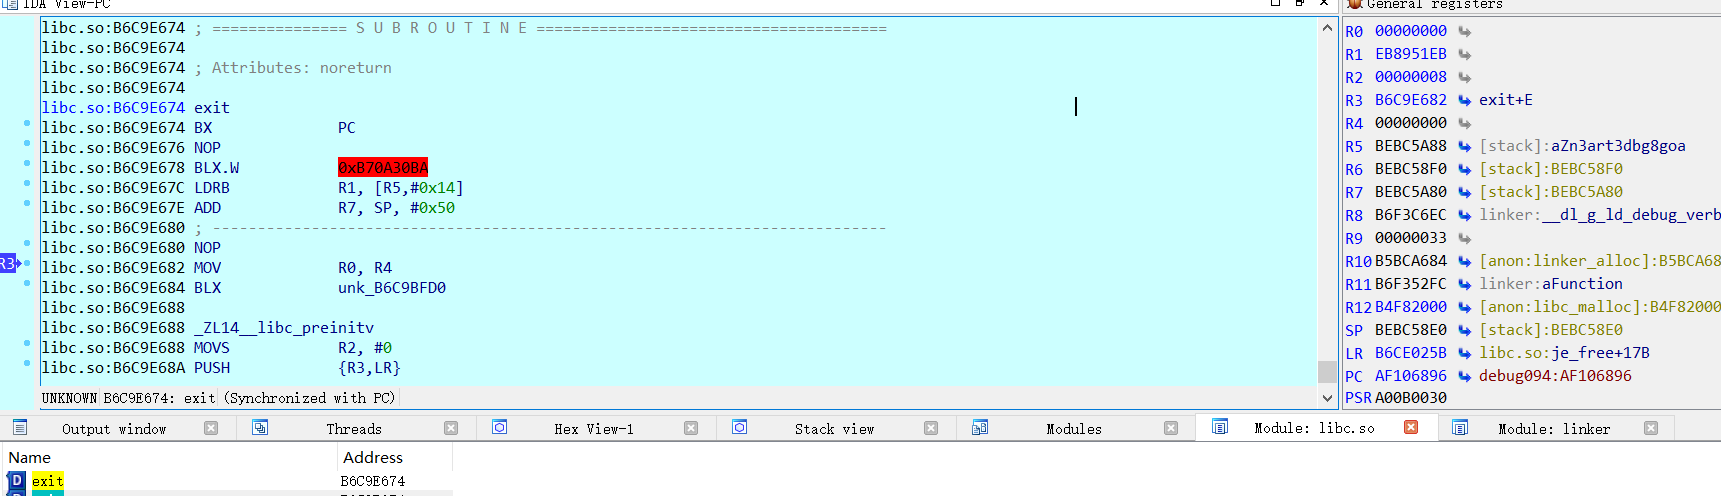 IDA View-PC
libc.so:B6C9E674 ; =============== S U B R O U T I N E =======================================
libc.so:B6C9E674
libc.so:B6C9E674 ; Attributes: noreturn
libc.so:B6C9E674
libc.so:B6C9E674 exit
libc.so:B6C9E674 BX PC
libc.so:B6C9E676 NOP
libc.so:B6C9E678 BLX.W 0xB70A30BA
libc.so:B6C9E67C LDRB R1, [R5,#0x14]
libc.so:B6C9E67E ADD R7, SP, #0x50
libc.so:B6C9E680 ; ---------------------------------------------------------------------------
libc.so:B6C9E680 NOP
R3 libc.so:B6C9E682 MOV R0, R4
libc.so:B6C9E684 BLX unk_B6C9BFD0
libc.so:B6C9E688
libc.so:B6C9E688 _ZL14__libc_preinitv
libc.so:B6C9E688 MOVS R2, #0
libc.so:B6C9E68A PUSH {R3,LR}
UNKNOWN B6C9E674: exit (Synchronized with PC)
General registers
R0 00000000
R1 EB8951EB
R2 00000008
R3 B6C9E682 exit+E
R4 00000000
R5 BEBC5A88 [stack]:aZn3art3dbg8goa
R6 BEBC58F0 [stack]:BEBC58F0
R7 BEBC5A80 [stack]:BEBC5A80
R8 B6F3C6EC linker:__dl_g_ld_debug_verb
R9 00000033
R10 B5BCA684 [anon:linker_alloc]:B5BCA68
R11 B6F352FC linker:aFunction
R12 B4F82000 [anon:libc_malloc]:B4F82000
SP BEBC58E0 [stack]:BEBC58E0
LR B6CE025B libc.so:je_free+17B
PC AF106896 debug094:AF106896
PSR A00B0030
Output window
Threads
Hex View-1
Stack view
Modules
Module: libc.so
Module: linker
Name Address
D exit B6C9E674